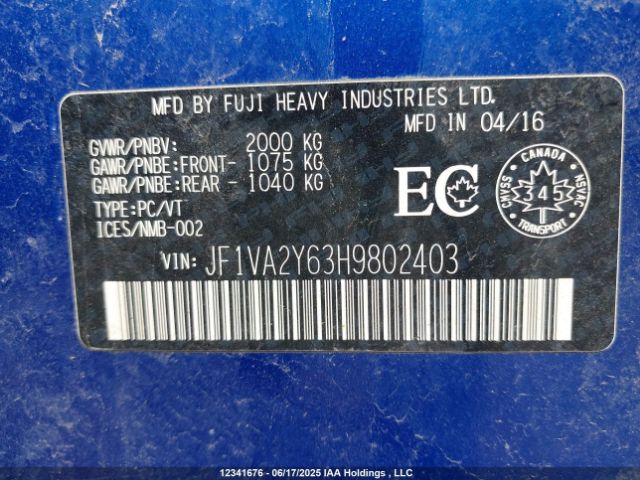 MFD BY FUJI HEAVY INDUSTRIES LTD.
MFD IN 04/16
GVWR/PNBV: 2000 KG
GAWR/PNBE:FRONT- 1075 KG
GAWR/PNBE:REAR - 1040 KG
TYPE:PC/VT
ICES/NMB-002
EC
CANADA
CMVSS 345 NSVAC
TRANSPORT
VIN: JF1VA2Y63H9802403
12341676 - 06/17/2025 IAA Holdings , LLC